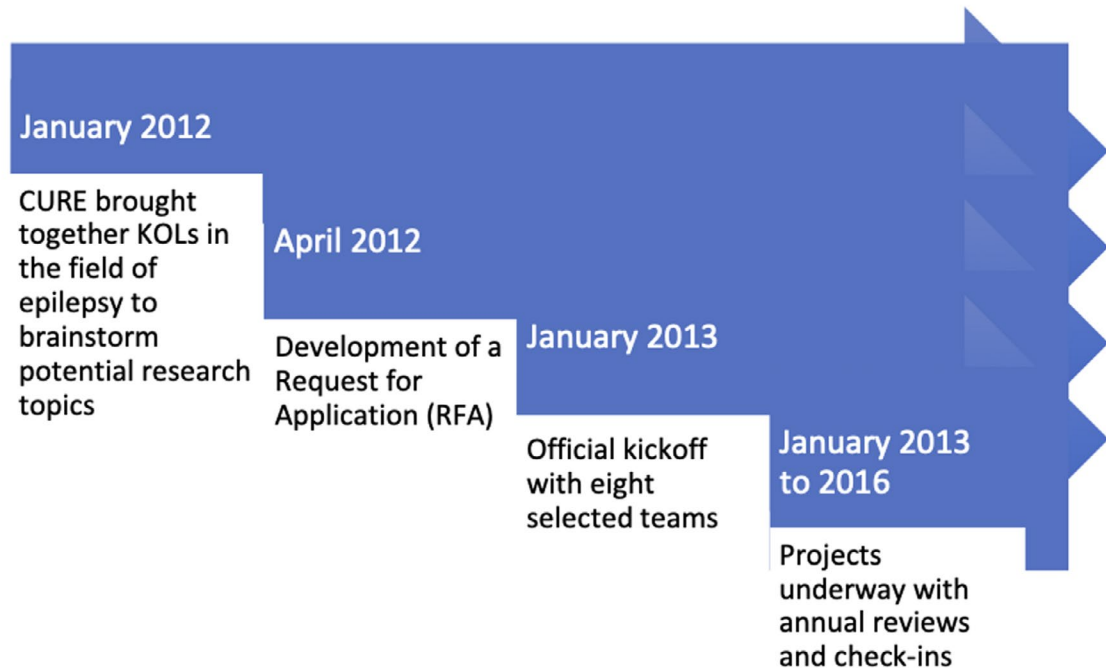 January 2012
CURE brought
together KOLs in
the field of
epilepsy to
brainstorm
potential research
topics
April 2012
Development of a
Request for
Application (RFA)
January 2013
Official kickoff
with eight
selected teams
January 2013
to 2016
Projects
underway with
annual reviews
and check-ins